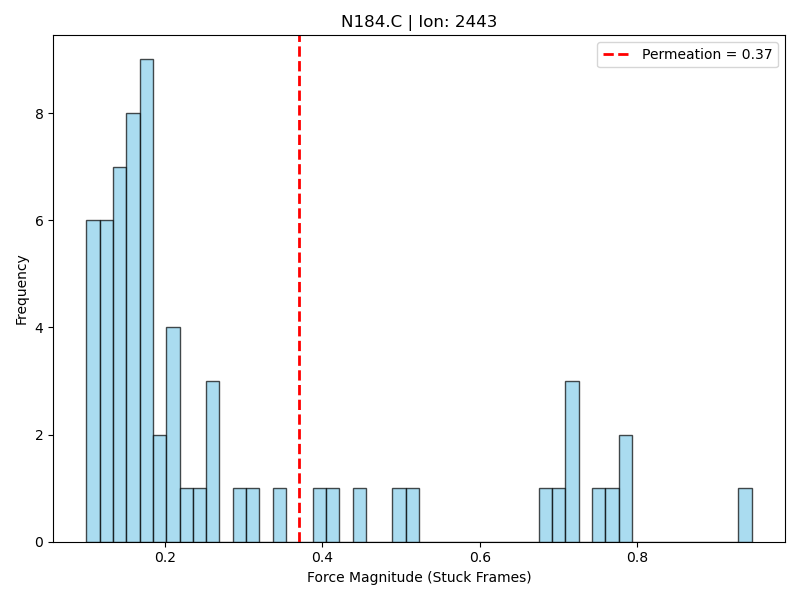 N184.C | Ion: 2443
Permeation = 0.37
Frequency
8
6
4
2
0
0.2 0.4 0.6 0.8
Force Magnitude (Stuck Frames)